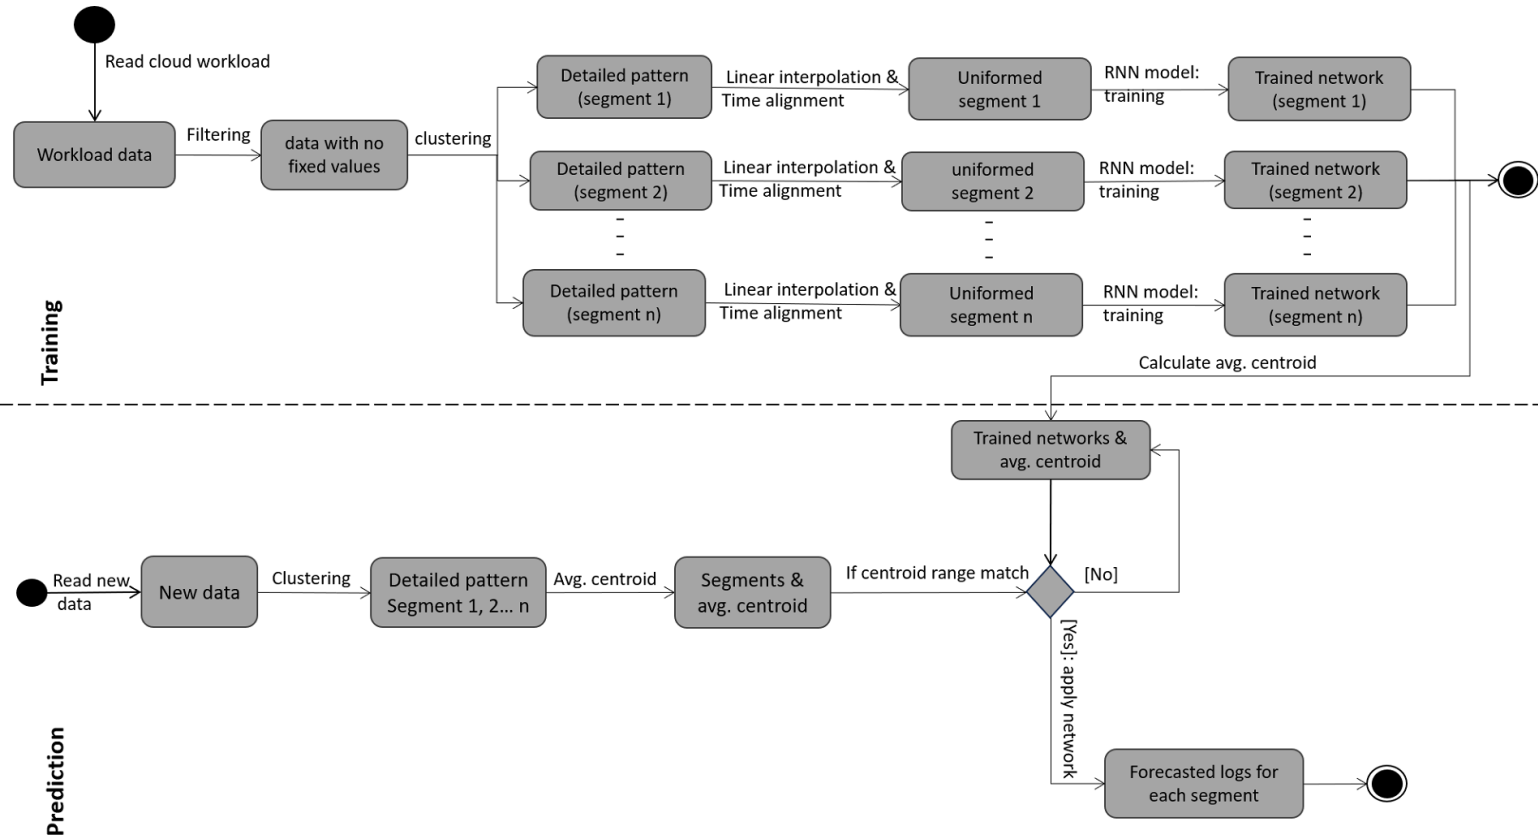 Read cloud workload
Workload data
Filtering
data with no
fixed values
clustering
Detailed pattern
(segment 1)
Linear interpolation &
Time alignment
Uniformed
segment 1
RNN model:
training
Trained network
(segment 1)
Detailed pattern
(segment 2)
Linear interpolation &
Time alignment
uniformed
segment 2
RNN model:
training
Trained network
(segment 2)
Detailed pattern
(segment n)
Linear interpolation &
Time alignment
Uniformed
segment n
RNN model:
training
Trained network
(segment n)
Training
Calculate avg. centroid
Trained networks &
avg. centroid
Read new
data
New data
Clustering
Detailed pattern
Segment 1, 2... n
Avg. centroid
Segments &
avg. centroid
If centroid range match
[No]
[Yes]: apply network
Forecasted logs for
each segment
Prediction